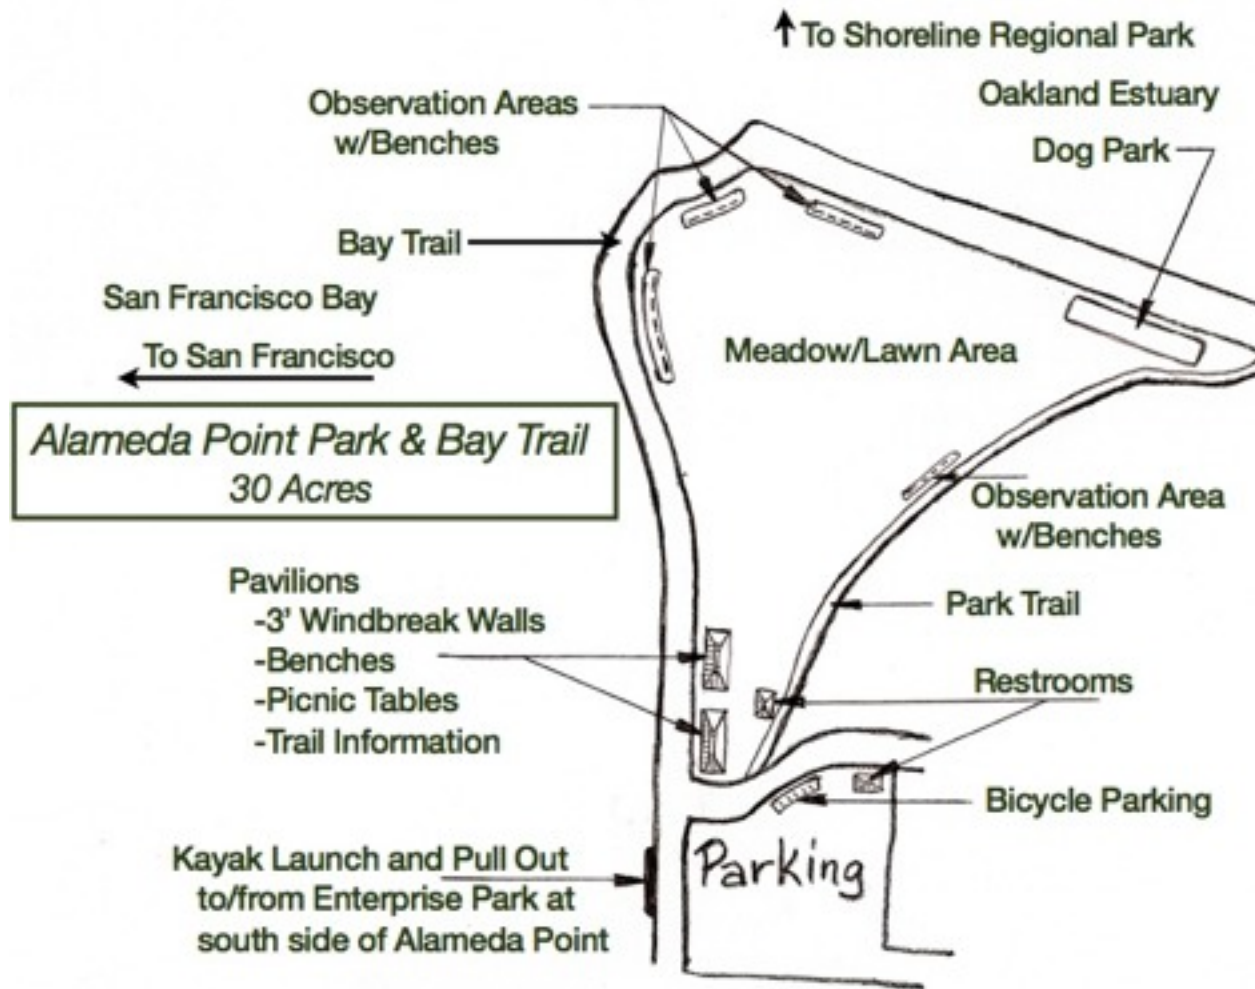 To Shoreline Regional Park
Oakland Estuary
Dog Park
Observation Areas
w/Benches
Bay Trail
San Francisco Bay
To San Francisco
Meadow/Lawn Area
Alameda Point Park & Bay Trail
30 Acres
Observation Area
w/Benches
Pavilions
-3' Windbreak Walls
-Benches
-Picnic Tables
-Trail Information
Park Trail
Restrooms
Bicycle Parking
Parking
Kayak Launch and Pull Out
to/from Enterprise Park at
south side of Alameda Point